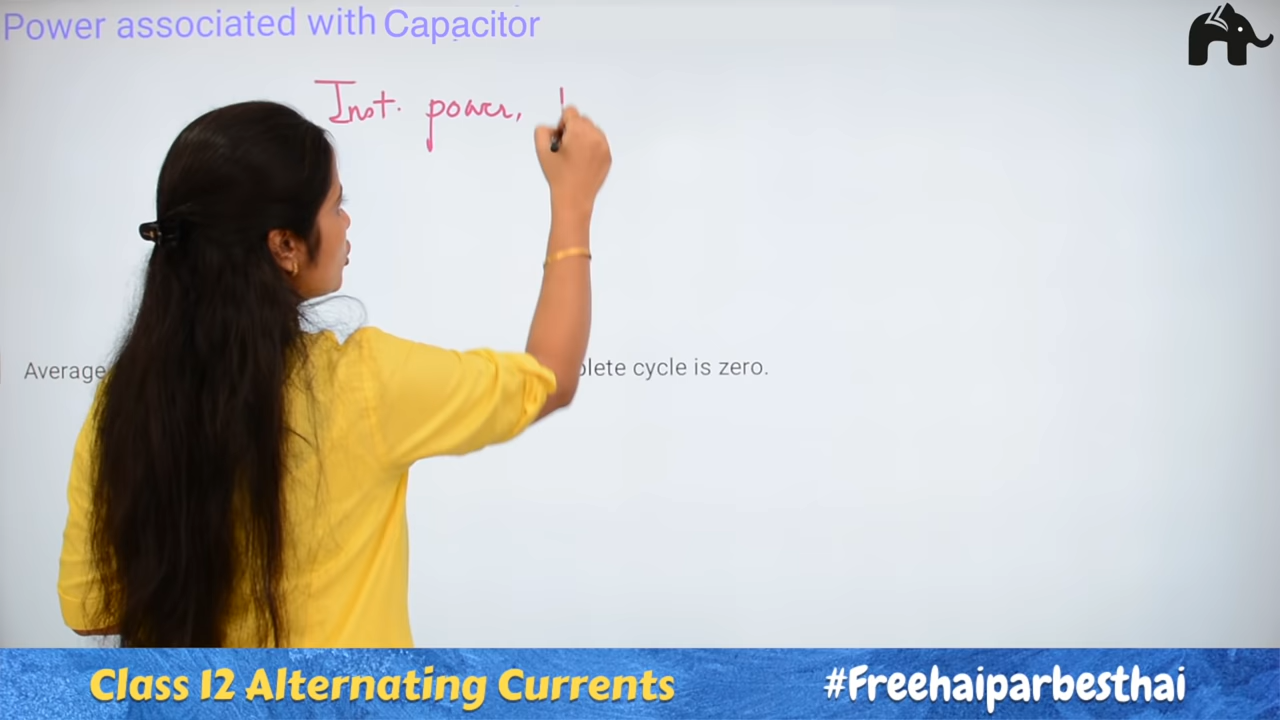 Power associated with Capacitor
Inst. power,
Average
plete cycle is zero.
Class 12 Alternating Currents
#Freehaiparbesthai